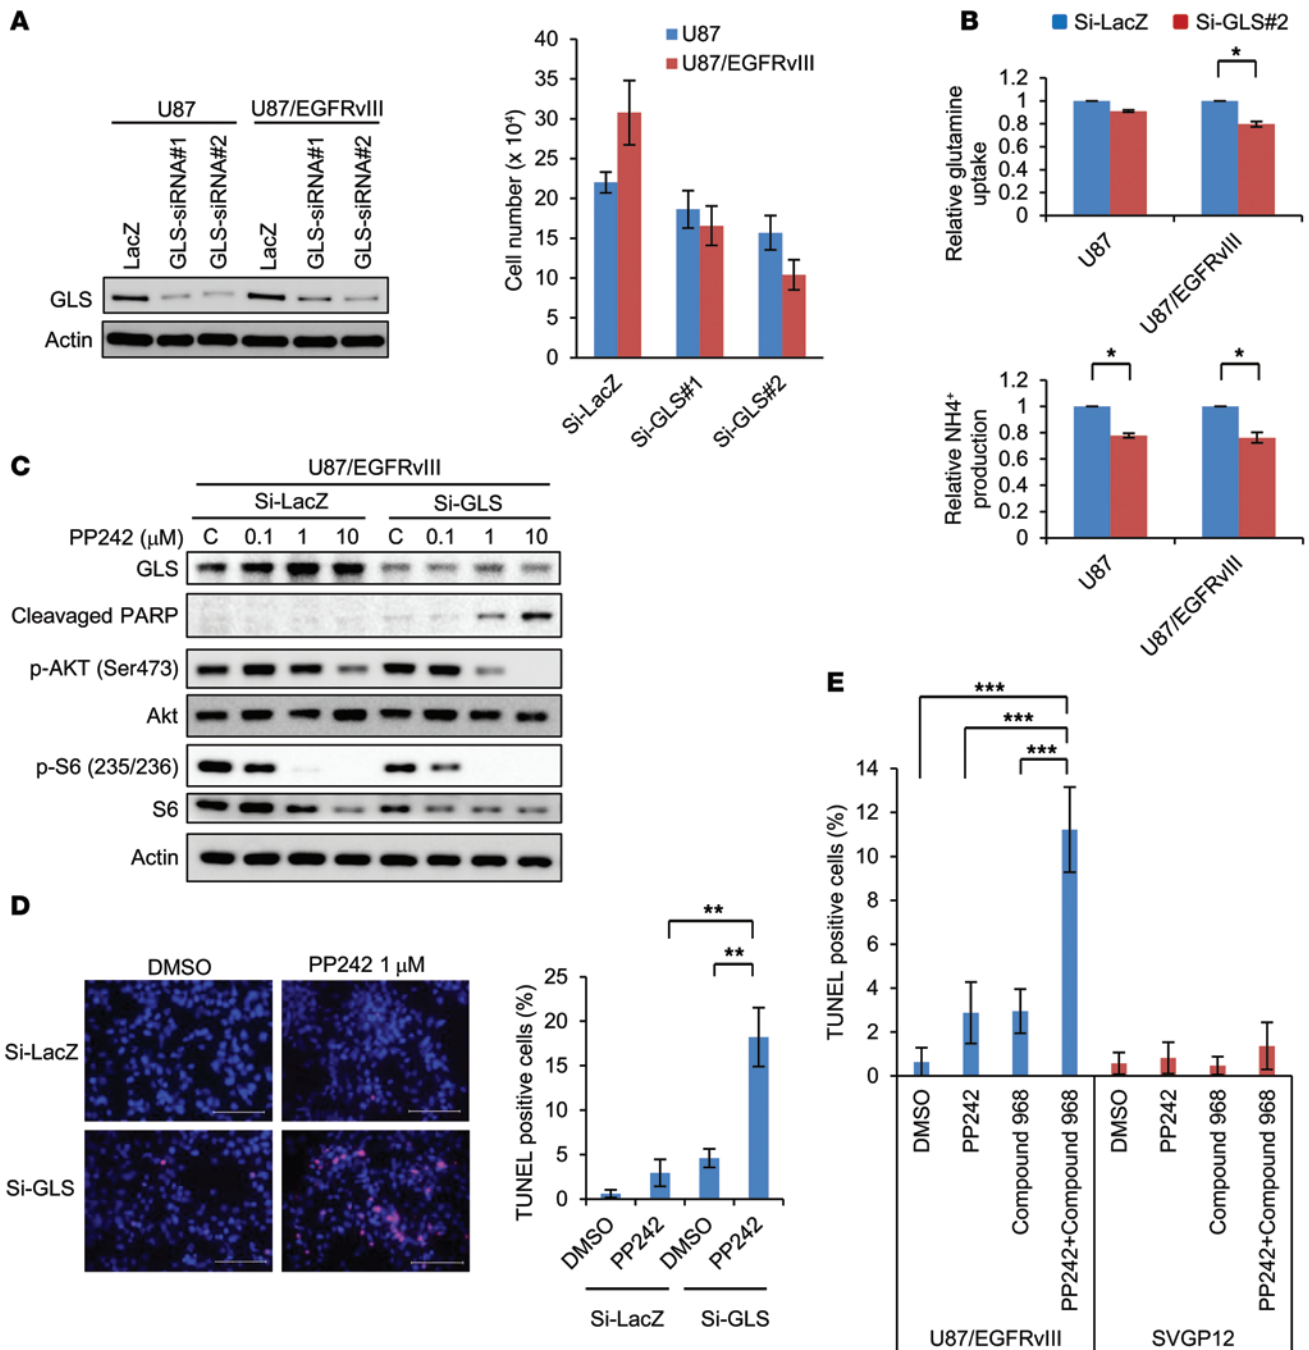 A
U87 U87/EGFRvIII
LacZ
GLS-siRNA#1
GLS-siRNA#2
LacZ
GLS-siRNA#1
GLS-siRNA#2
GLS
Actin
U87
U87/EGFRvIII
Cell number (x 10⁴)
40
35
30
25
20
15
10
5
0
Si-LacZ
Si-GLS#1
Si-GLS#2
B
Si-LacZ Si-GLS#2
*
Relative glutamine
uptake
1.2
1
0.8
0.6
0.4
0.2
0
U87
U87/EGFRvIII
* *
Relative NH4⁺
production
1.2
1
0.8
0.6
0.4
0.2
0
U87
U87/EGFRvIII
C
U87/EGFRvIII
Si-LacZ Si-GLS
PP242 (μM) C 0.1 1 10 C 0.1 1 10
GLS
Cleavaged PARP
p-AKT (Ser473)
Akt
p-S6 (235/236)
S6
Actin
D
DMSO PP242 1 μM
Si-LacZ
Si-GLS
**
**
TUNEL positive cells (%)
25
20
15
10
5
0
DMSO
PP242
DMSO
PP242
Si-LacZ Si-GLS
E
***
***
***
TUNEL positive cells (%)
14
12
10
8
6
4
2
0
DMSO
PP242
Compound 968
PP242+Compound 968
DMSO
PP242
Compound 968
PP242+Compound 968
U87/EGFRvIII SVGP12